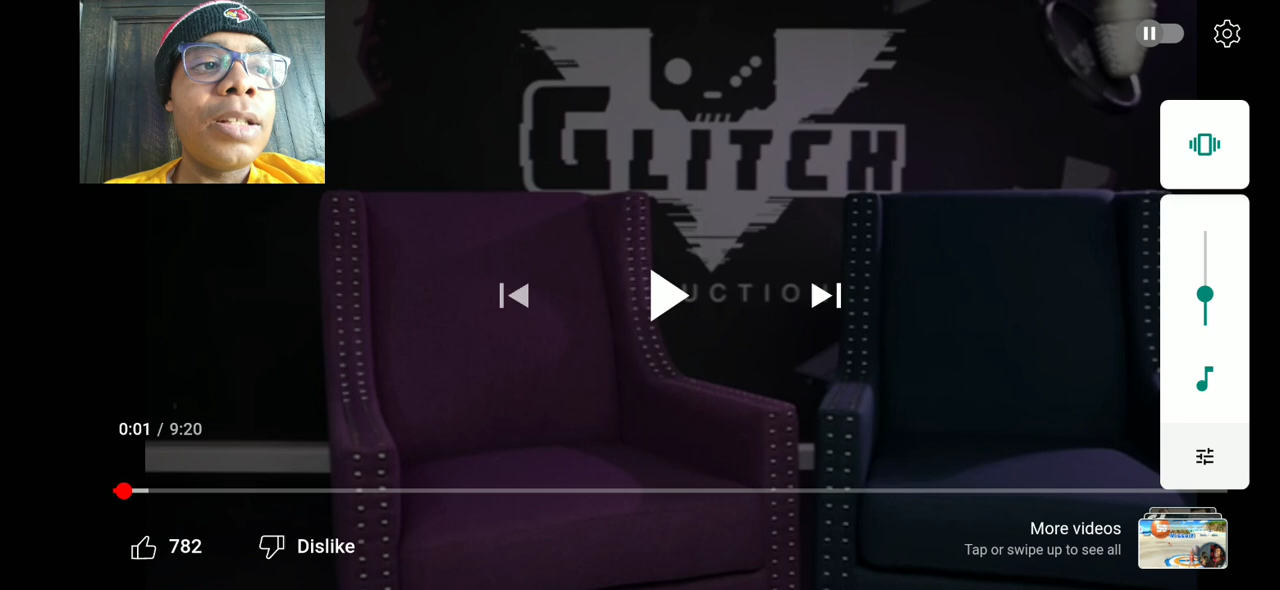 GLITCH
UCTIO
0:01 / 9:20
782
Dislike
More videos
Tap or swipe up to see all